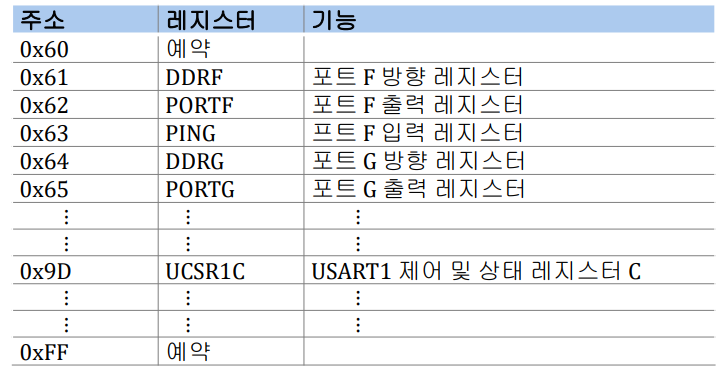 주소 레지스터 기능
0x60 예약
0x61 DDRF 포트 F 방향 레지스터
0x62 PORTF 포트 F 출력 레지스터
0x63 PING 프트 F 입력 레지스터
0x64 DDRG 포트 G 방향 레지스터
0x65 PORTG 포트 G 출력 레지스터
⋮ ⋮ ⋮
⋮ ⋮ ⋮
0x9D UCSR1C USART1 제어 및 상태 레지스터 C
⋮ ⋮ ⋮
⋮ ⋮ ⋮
0xFF 예약